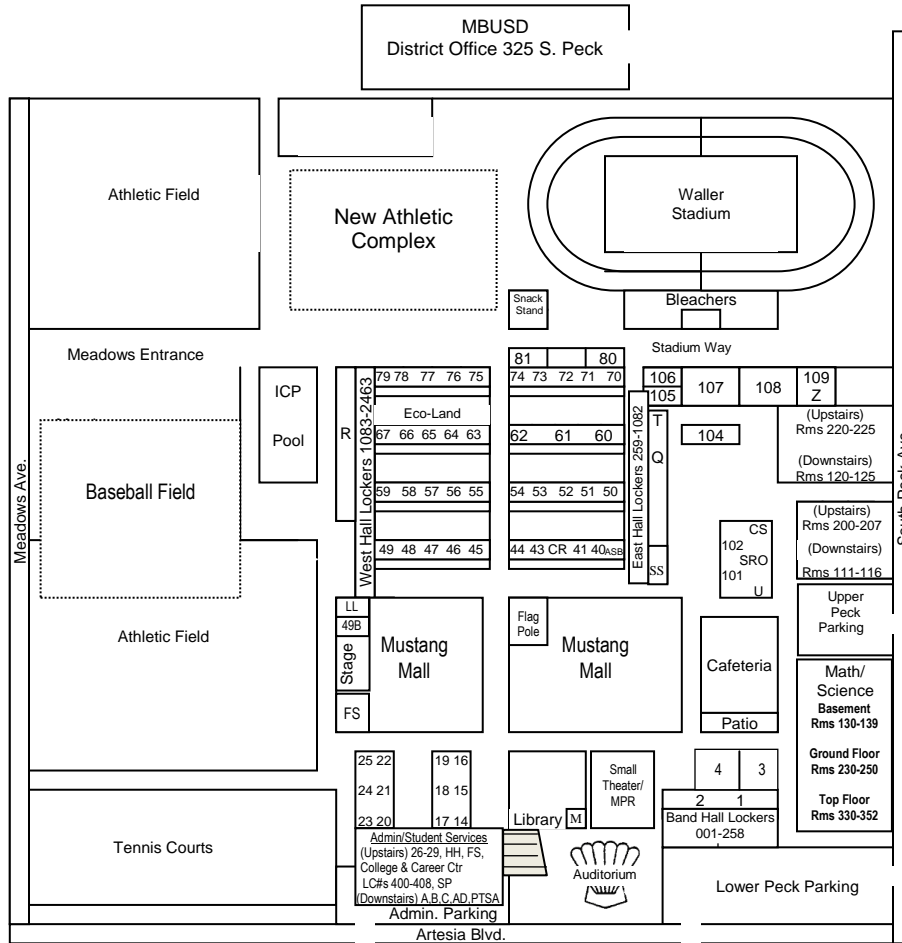 MBUSD
District Office 325 S. Peck
Athletic Field
New Athletic
Complex
Waller
Stadium
Snack
Stand
Bleachers
Meadows Entrance
Stadium Way
ICP
Pool
R
West Hall Lockers 1083-2463
79 78 77 76 75
Eco-Land
67 66 65 64 63
59 58 57 56 55
49 48 47 46 45
81 80
74 73 72 71 70
62 61 60
54 53 52 51 50
44 43 CR 41 40 ASB
East Hall Lockers 259-1082
T
Q
SS
106
105
107
108
109
Z
104
(Upstairs)
Rms 220-225
(Downstairs)
Rms 120-125
(Upstairs)
Rms 200-207
(Downstairs)
Rms 111-116
CS
102
SRO
101
U
Upper
Peck
Parking
Meadows Ave.
Baseball Field
Athletic Field
LL
49B
Stage
FS
Mustang
Mall
Flag
Pole
Mustang
Mall
Cafeteria
Patio
Math/
Science
Basement
Rms 130-139
Ground Floor
Rms 230-250
Top Floor
Rms 330-352
25 22
24 21
23 20
19 16
18 15
17 14
Library
M
Small
Theater/
MPR
4 3
2 1
Band Hall Lockers
001-258
Tennis Courts
Admin/Student Services
(Upstairs) 26-29, HH, FS,
College & Career Ctr
LC#s 400-408, SP
(Downstairs) A,B,C,AD,PTSA
Auditorium
Lower Peck Parking
Admin. Parking
Artesia Blvd.